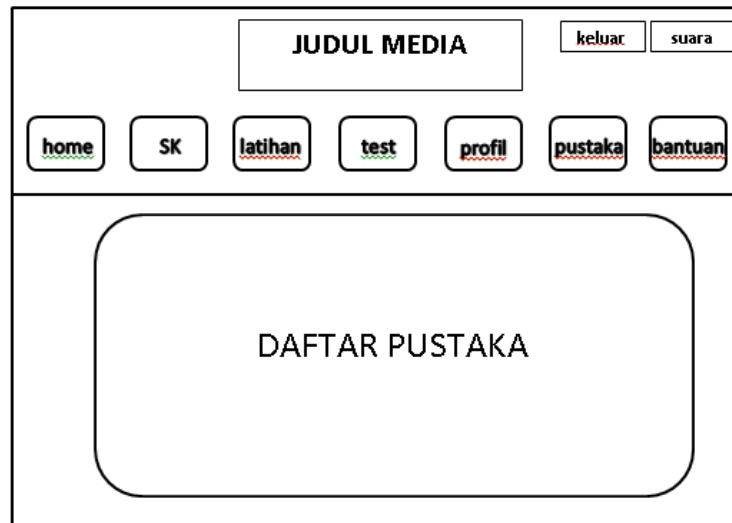 JUDUL MEDIA
keluar
suara
home
SK
latihan
test
profil
pustaka
bantuan
DAFTAR PUSTAKA